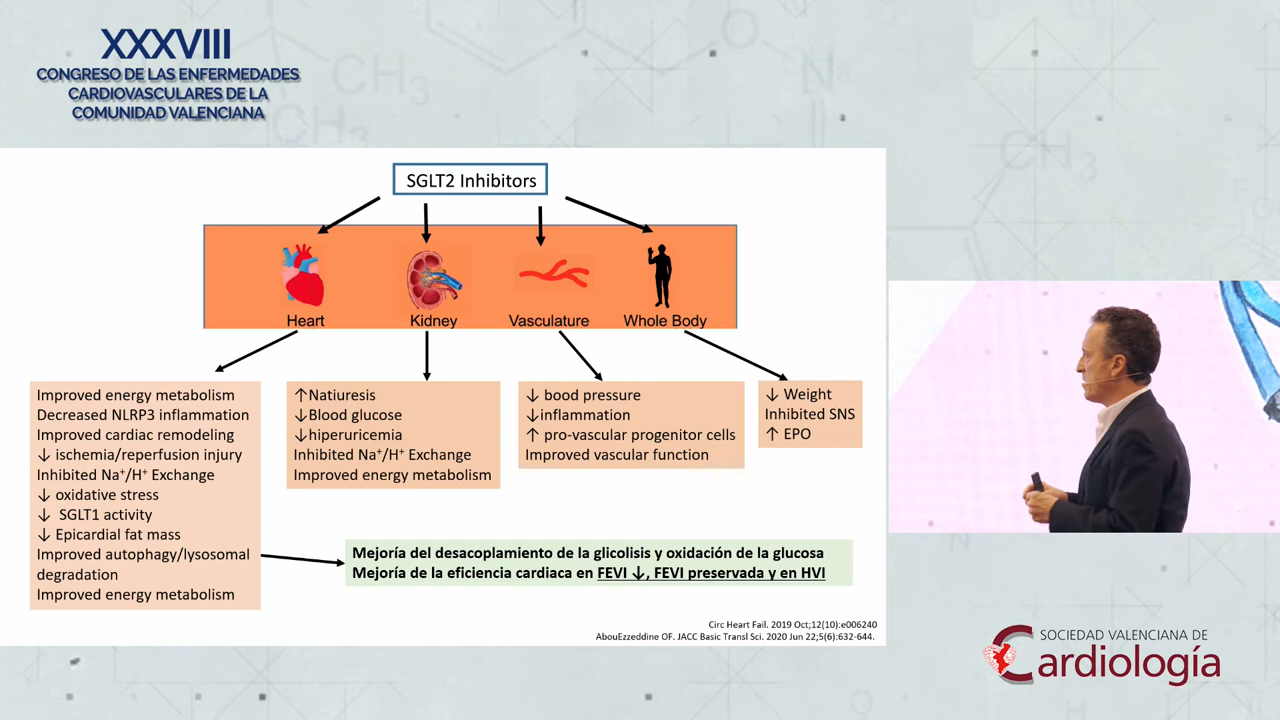 XXXVIII
CONGRESO DE LAS ENFERMEDADES
CARDIOVASCULARES DE LA
COMUNIDAD VALENCIANA
SGLT2 Inhibitors
Heart
Kidney
Vasculature
Whole Body
Improved energy metabolism
Decreased NLRP3 inflammation
Improved cardiac remodeling
↓ ischemia/reperfusion injury
Inhibited Na⁺/H⁺ Exchange
↓ oxidative stress
↓ SGLT1 activity
↓ Epicardial fat mass
Improved autophagy/lysosomal
degradation
Improved energy metabolism
↑Natiuresis
↓Blood glucose
↓hiperuricemia
Inhibited Na⁺/H⁺ Exchange
Improved energy metabolism
↓ bood pressure
↓inflammation
↑ pro-vascular progenitor cells
Improved vascular function
↓ Weight
Inhibited SNS
↑ EPO
Mejoría del desacoplamiento de la glicolisis y oxidación de la glucosa
Mejoría de la eficiencia cardiaca en FEVI ↓, FEVI preservada y en HVI
Circ Heart Fail. 2019 Oct;12(10):e006240
AbouEzzeddine OF. JACC Basic Transl Sci. 2020 Jun 22;5(6):632-644.
SOCIEDAD VALENCIANA DE
Cardiología
CH₃
CH₃
CH₃
N